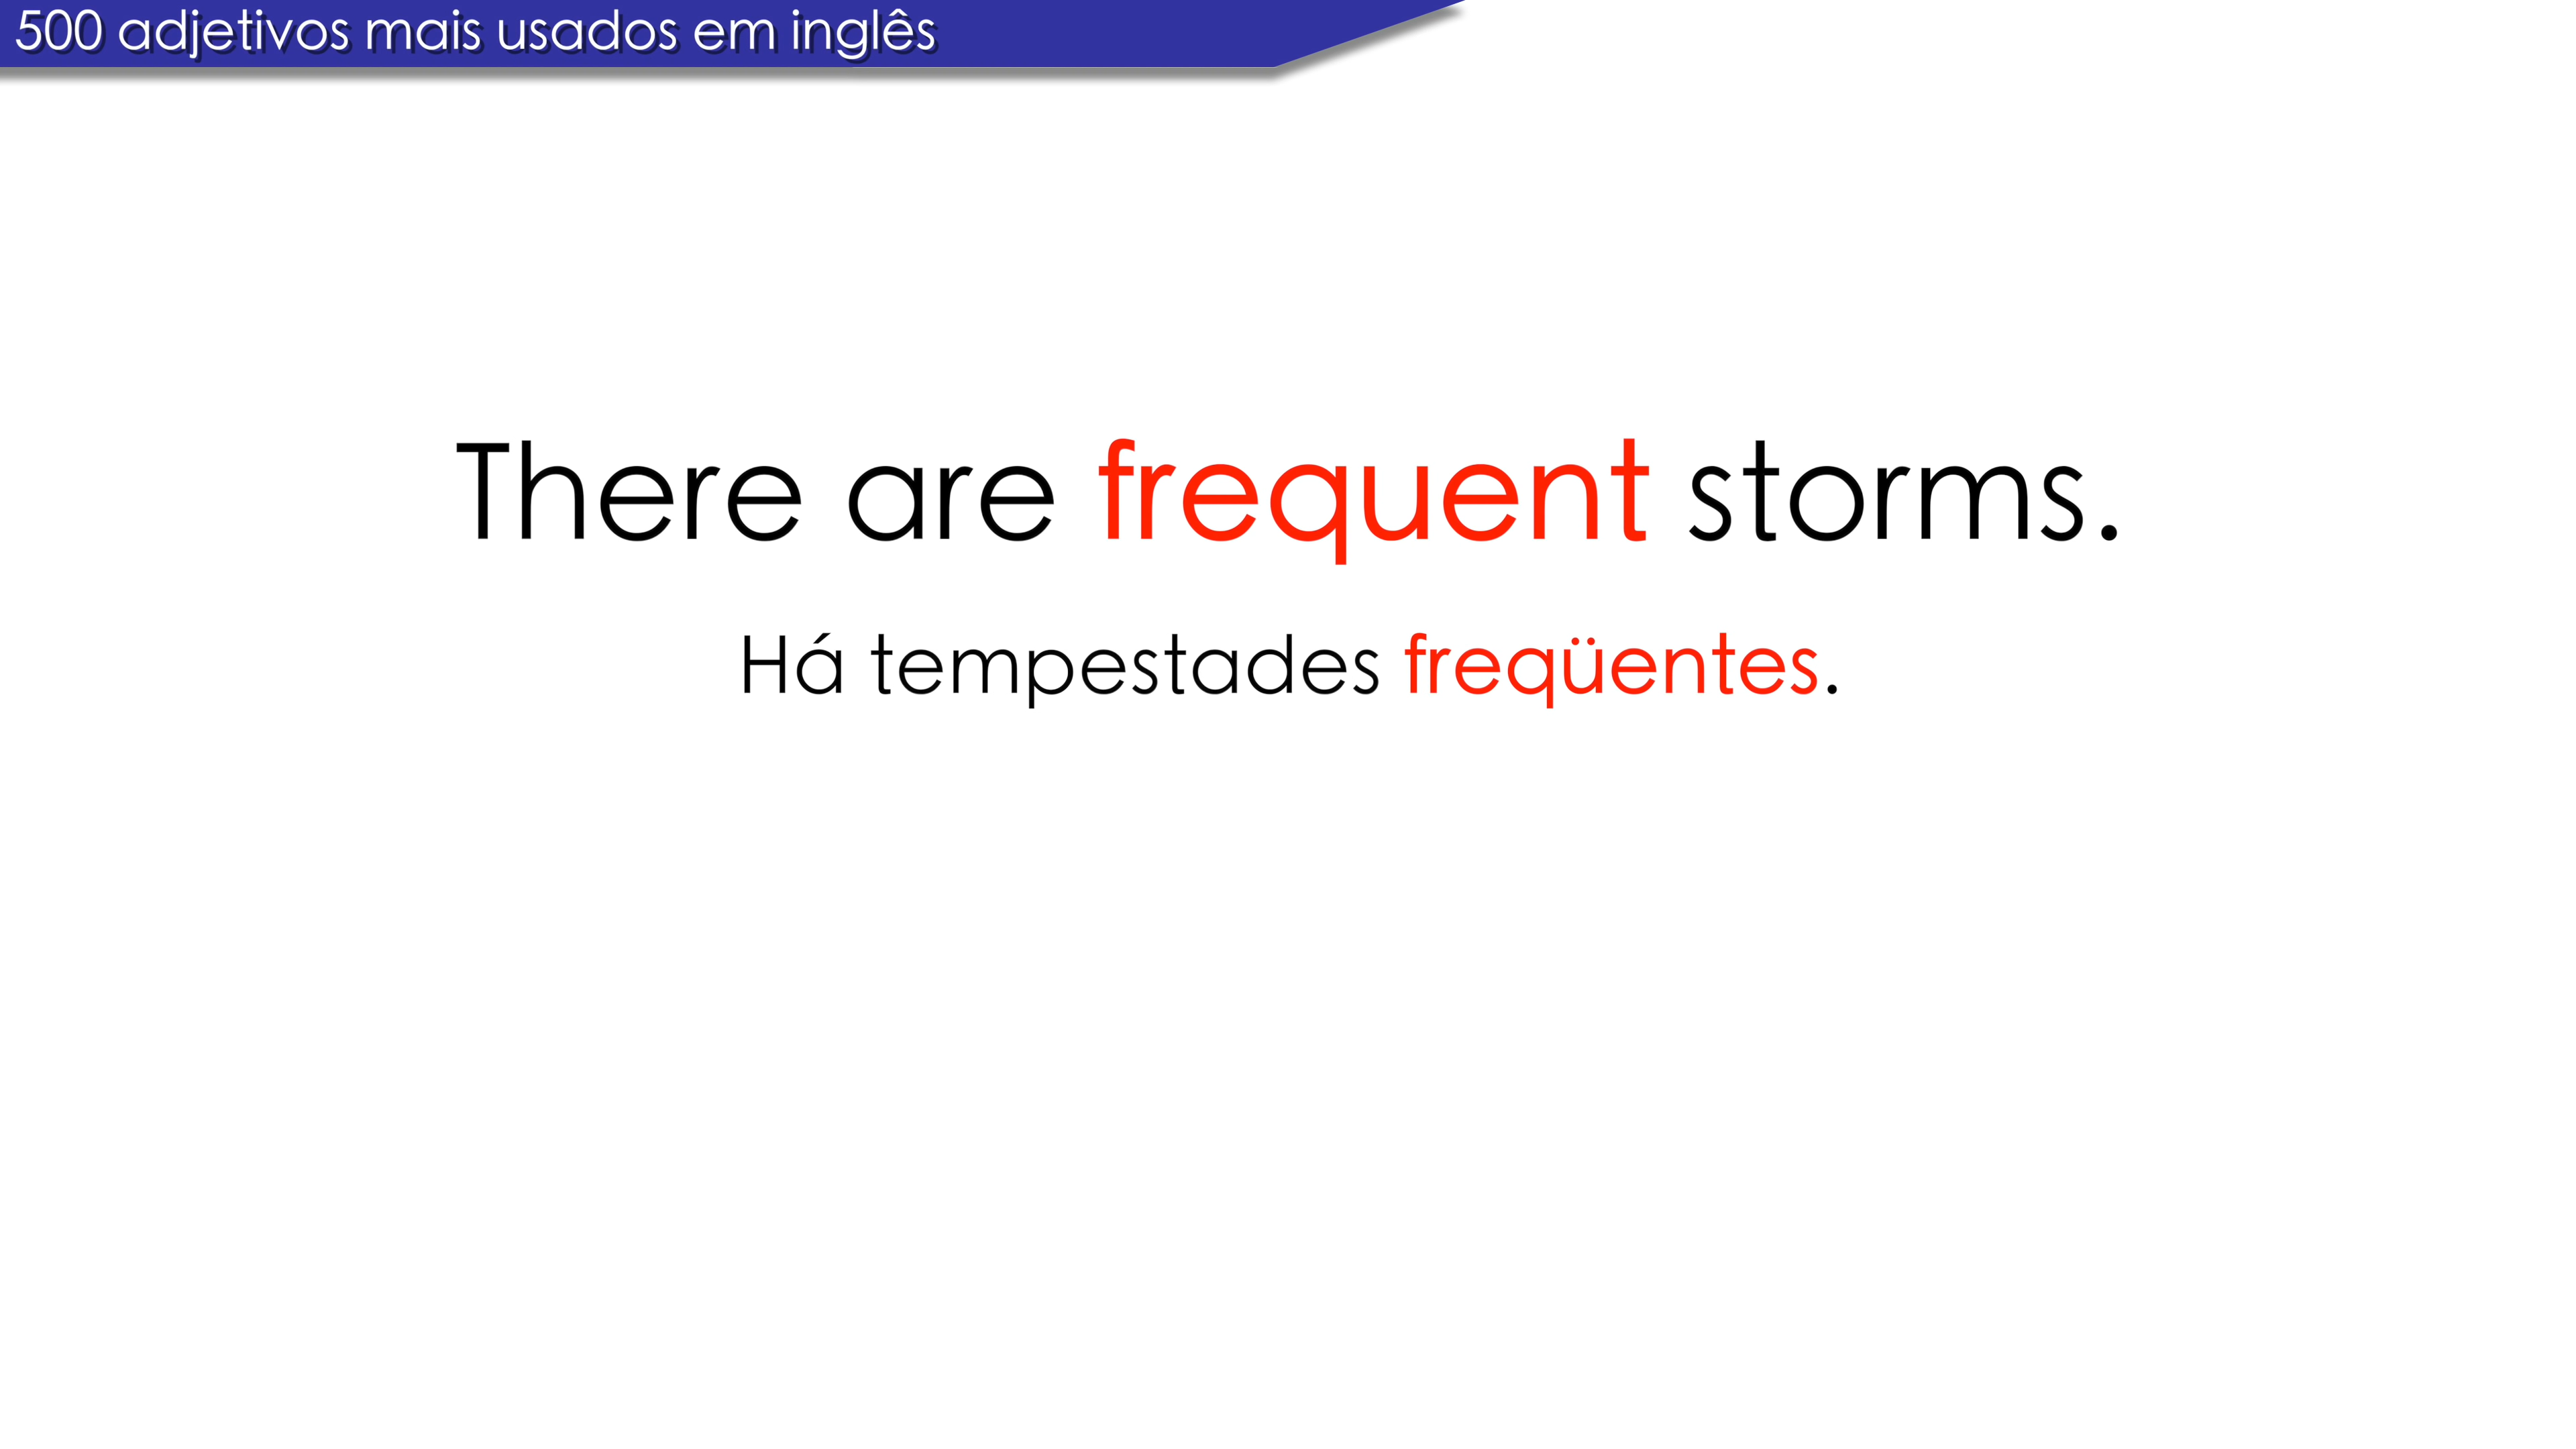 500 adjetivos mais usados em inglês
There are frequent storms.
Há tempestades freqüentes.